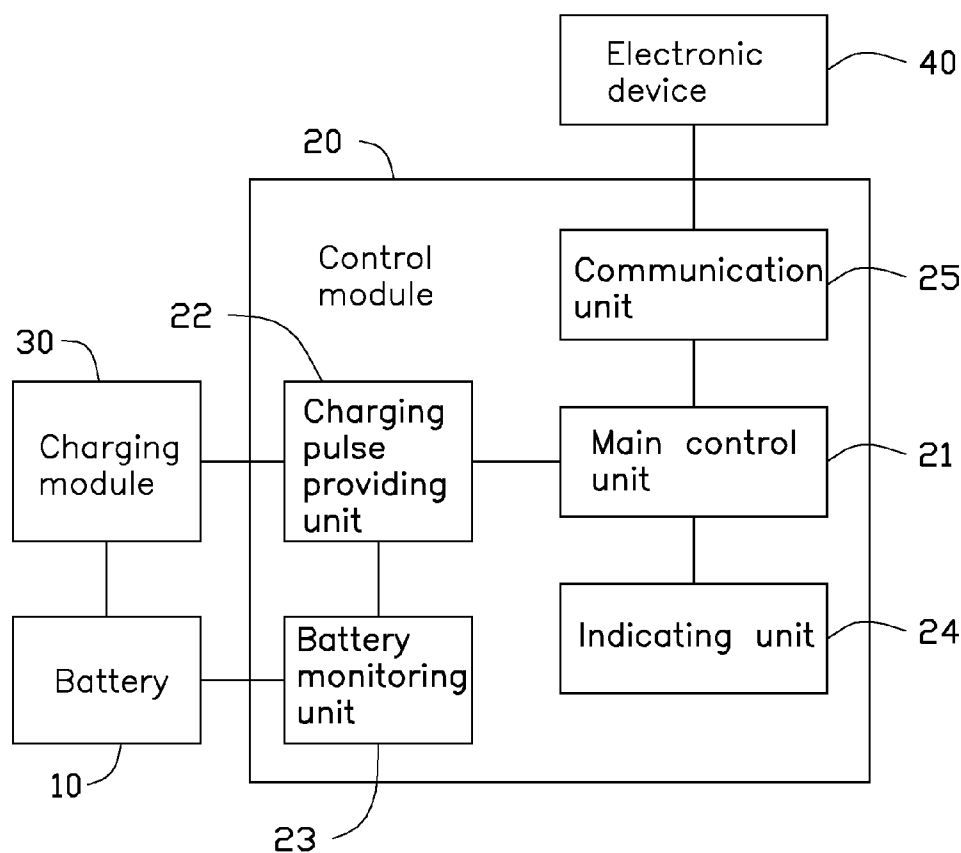 Electronic
device
40
20
Control
module
Communication
unit
25
22
30
Charging
module
Charging
pulse
providing
unit
Main control
unit
21
Battery
Battery
monitoring
unit
Indicating unit
24
10
23